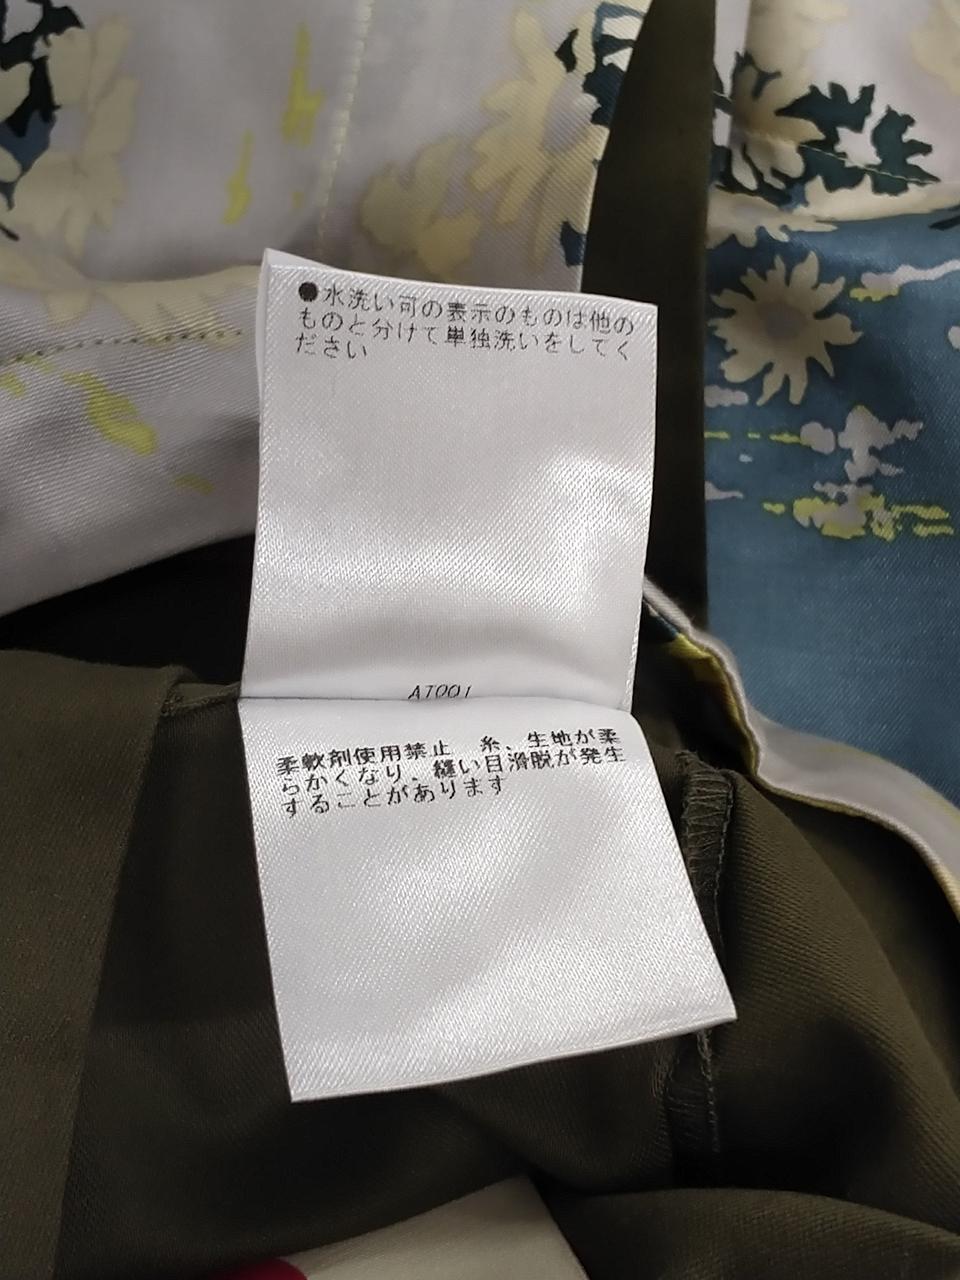 ●水洗い可の表示のものは他の
ものと分けて単独洗いをしてく
ださい
AT001
柔軟剤使用禁止　糸、生地が柔
らかくなり、縫い目滑脱が発生
することがあります